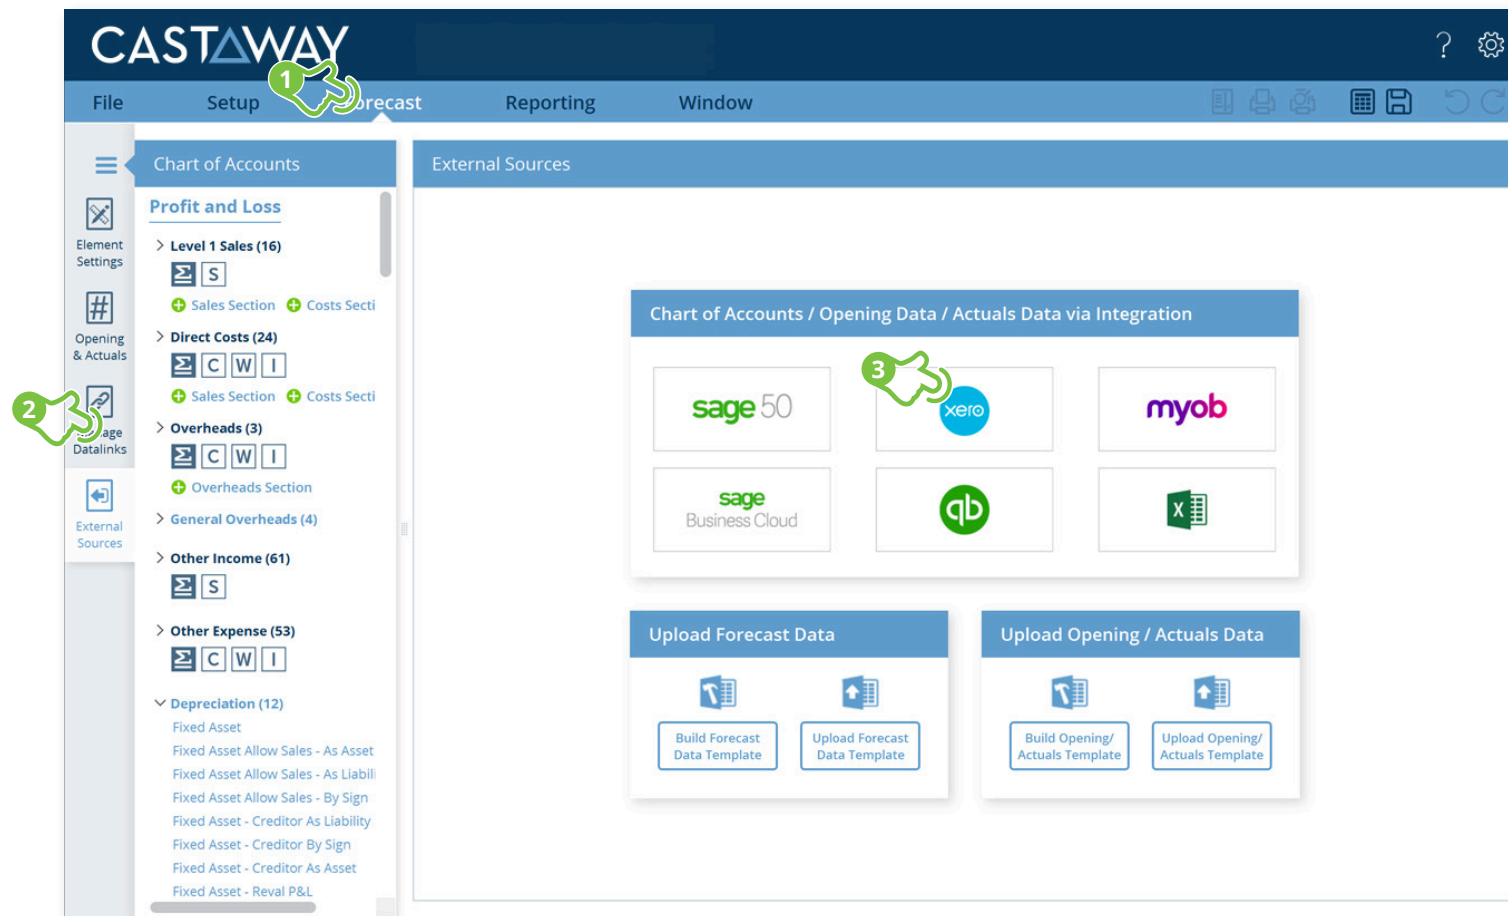 CASTAWAY
?
1
File Setup Forecast Reporting Window
Chart of Accounts
External Sources
Element
Settings
Opening
& Actuals
2
Datalinks
External
Sources
Profit and Loss
Level 1 Sales (16)
Σ S
Sales Section Costs Secti
Direct Costs (24)
Σ C W I
Sales Section Costs Secti
Overheads (3)
Σ C W I
Overheads Section
General Overheads (4)
Other Income (61)
Σ S
Other Expense (53)
Σ C W I
Depreciation (12)
Fixed Asset
Fixed Asset Allow Sales - As Asset
Fixed Asset Allow Sales - As Liabili
Fixed Asset Allow Sales - By Sign
Fixed Asset - Creditor As Liability
Fixed Asset - Creditor By Sign
Fixed Asset - Creditor As Asset
Fixed Asset - Reval P&L
Chart of Accounts / Opening Data / Actuals Data via Integration
3
sage 50
xero
myob
sage
Business Cloud
qb
X
Upload Forecast Data
Build Forecast
Data Template
Upload Forecast
Data Template
Upload Opening / Actuals Data
Build Opening/
Actuals Template
Upload Opening/
Actuals Template